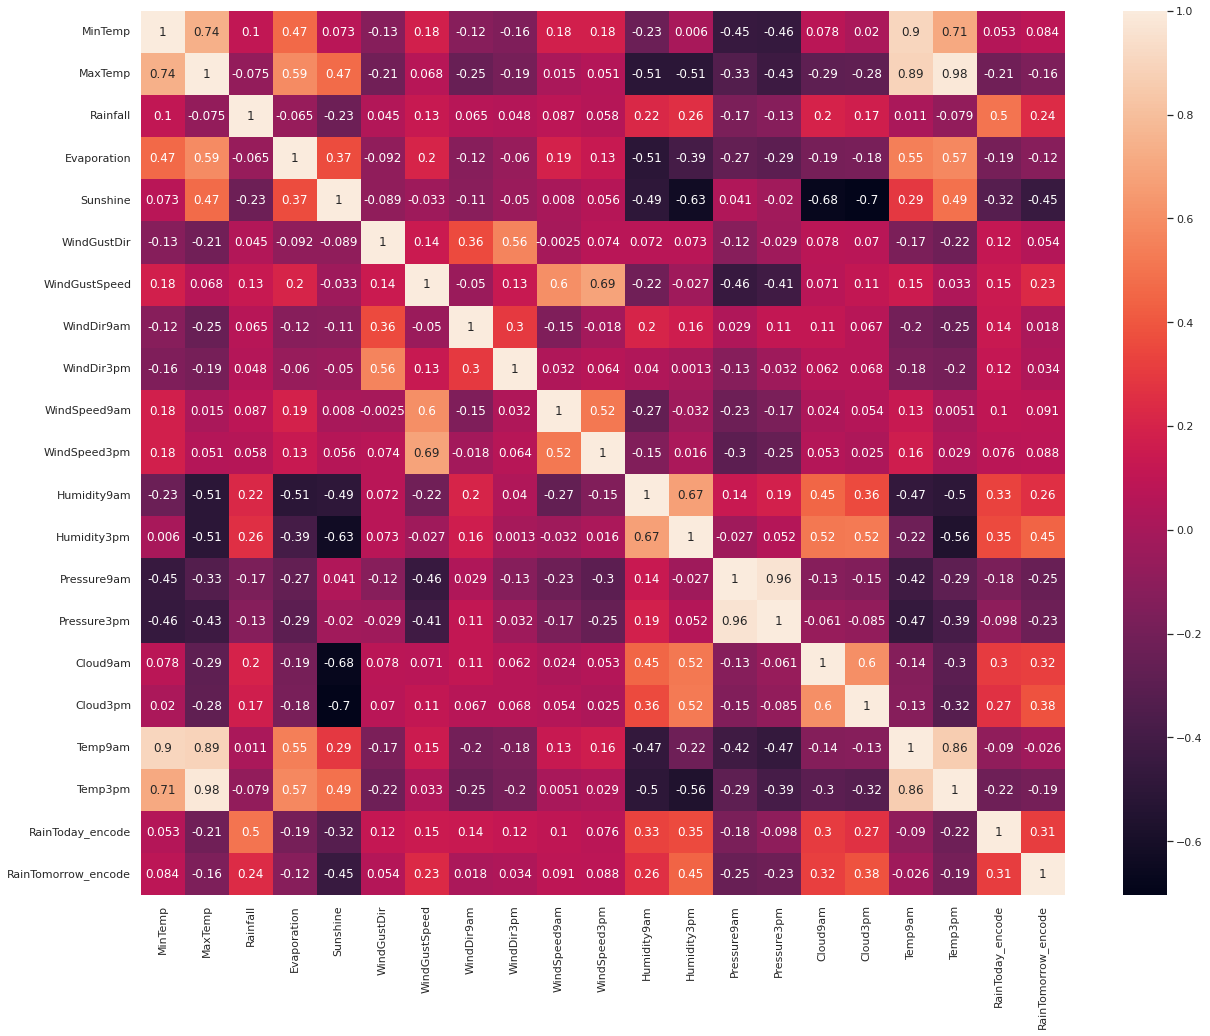 MinTemp 1 0.74 0.1 0.47 0.073 -0.13 0.18 -0.12 -0.16 0.18 0.18 -0.23 0.006 -0.45 -0.46 0.078 0.02 0.9 0.71 0.053 0.084
MaxTemp 0.74 1 -0.075 0.59 0.47 -0.21 0.068 -0.25 -0.19 0.015 0.051 -0.51 -0.51 -0.33 -0.43 -0.29 -0.28 0.89 0.98 -0.21 -0.16
Rainfall 0.1 -0.075 1 -0.065 -0.23 0.045 0.13 0.065 0.048 0.087 0.058 0.22 0.26 -0.17 -0.13 0.2 0.17 0.011 -0.079 0.5 0.24
Evaporation 0.47 0.59 -0.065 1 0.37 -0.092 0.2 -0.12 -0.06 0.19 0.13 -0.51 -0.39 -0.27 -0.29 -0.19 -0.18 0.55 0.57 -0.19 -0.12
Sunshine 0.073 0.47 -0.23 0.37 1 -0.089 -0.033 -0.11 -0.05 0.008 0.056 -0.49 -0.63 0.041 -0.02 -0.68 -0.7 0.29 0.49 -0.32 -0.45
WindGustDir -0.13 -0.21 0.045 -0.092 -0.089 1 0.14 0.36 0.56 -0.0025 0.074 0.072 0.073 -0.12 -0.029 0.078 0.07 -0.17 -0.22 0.12 0.054
WindGustSpeed 0.18 0.068 0.13 0.2 -0.033 0.14 1 -0.05 0.13 0.6 0.69 -0.22 -0.027 -0.46 -0.41 0.071 0.11 0.15 0.033 0.15 0.23
WindDir9am -0.12 -0.25 0.065 -0.12 -0.11 0.36 -0.05 1 0.3 -0.15 -0.018 0.2 0.16 0.029 0.11 0.11 0.067 -0.2 -0.25 0.14 0.018
WindDir3pm -0.16 -0.19 0.048 -0.06 -0.05 0.56 0.13 0.3 1 0.032 0.064 0.04 0.0013 -0.13 -0.032 0.062 0.068 -0.18 -0.2 0.12 0.034
WindSpeed9am 0.18 0.015 0.087 0.19 0.008 -0.0025 0.6 -0.15 0.032 1 0.52 -0.27 -0.032 -0.23 -0.17 0.024 0.054 0.13 0.0051 0.1 0.091
WindSpeed3pm 0.18 0.051 0.058 0.13 0.056 0.074 0.69 -0.018 0.064 0.52 1 -0.15 0.016 -0.3 -0.25 0.053 0.025 0.16 0.029 0.076 0.088
Humidity9am -0.23 -0.51 0.22 -0.51 -0.49 0.072 -0.22 0.2 0.04 -0.27 -0.15 1 0.67 0.14 0.19 0.45 0.36 -0.47 -0.5 0.33 0.26
Humidity3pm 0.006 -0.51 0.26 -0.39 -0.63 0.073 -0.027 0.16 0.0013 -0.032 0.016 0.67 1 -0.027 0.052 0.52 0.52 -0.22 -0.56 0.35 0.45
Pressure9am -0.45 -0.33 -0.17 -0.27 0.041 -0.12 -0.46 0.029 -0.13 -0.23 -0.3 0.14 -0.027 1 0.96 -0.13 -0.15 -0.42 -0.29 -0.18 -0.25
Pressure3pm -0.46 -0.43 -0.13 -0.29 -0.02 -0.029 -0.41 0.11 -0.032 -0.17 -0.25 0.19 0.052 0.96 1 -0.061 -0.085 -0.47 -0.39 -0.098 -0.23
Cloud9am 0.078 -0.29 0.2 -0.19 -0.68 0.078 0.071 0.11 0.062 0.024 0.053 0.45 0.52 -0.13 -0.061 1 0.6 -0.14 -0.3 0.3 0.32
Cloud3pm 0.02 -0.28 0.17 -0.18 -0.7 0.07 0.11 0.067 0.068 0.054 0.025 0.36 0.52 -0.15 -0.085 0.6 1 -0.13 -0.32 0.27 0.38
Temp9am 0.9 0.89 0.011 0.55 0.29 -0.17 0.15 -0.2 -0.18 0.13 0.16 -0.47 -0.22 -0.42 -0.47 -0.14 -0.13 1 0.86 -0.09 -0.026
Temp3pm 0.71 0.98 -0.079 0.57 0.49 -0.22 0.033 -0.25 -0.2 0.0051 0.029 -0.5 -0.56 -0.29 -0.39 -0.3 -0.32 0.86 1 -0.22 -0.19
RainToday_encode 0.053 -0.21 0.5 -0.19 -0.32 0.12 0.15 0.14 0.12 0.1 0.076 0.33 0.35 -0.18 -0.098 0.3 0.27 -0.09 -0.22 1 0.31
RainTomorrow_encode 0.084 -0.16 0.24 -0.12 -0.45 0.054 0.23 0.018 0.034 0.091 0.088 0.26 0.45 -0.25 -0.23 0.32 0.38 -0.026 -0.19 0.31 1
MinTemp MaxTemp Rainfall Evaporation Sunshine WindGustDir WindGustSpeed WindDir9am WindDir3pm WindSpeed9am WindSpeed3pm Humidity9am Humidity3pm Pressure9am Pressure3pm Cloud9am Cloud3pm Temp9am Temp3pm RainToday_encode RainTomorrow_encode
1.0
0.8
0.6
0.4
0.2
0.0
−0.2
−0.4
−0.6